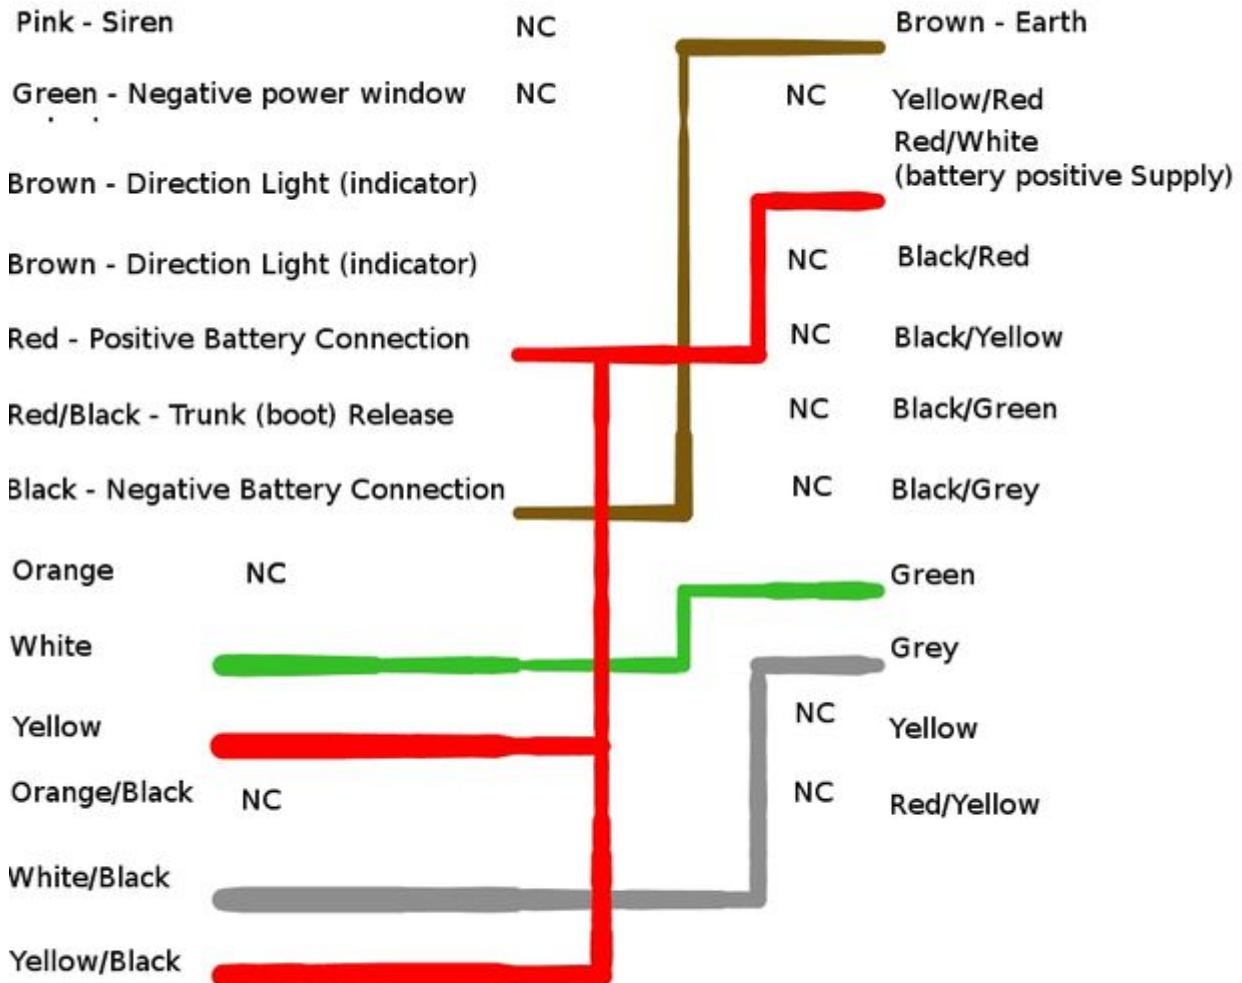 Pink - Siren NC Brown - Earth
Green - Negative power window NC NC Yellow/Red
Red/White
(battery positive Supply)
Brown - Direction Light (indicator)
Brown - Direction Light (indicator) NC Black/Red
Red - Positive Battery Connection NC Black/Yellow
Red/Black - Trunk (boot) Release NC Black/Green
Black - Negative Battery Connection NC Black/Grey
Orange NC Green
White Grey
Yellow NC Yellow
Orange/Black NC NC Red/Yellow
White/Black
Yellow/Black